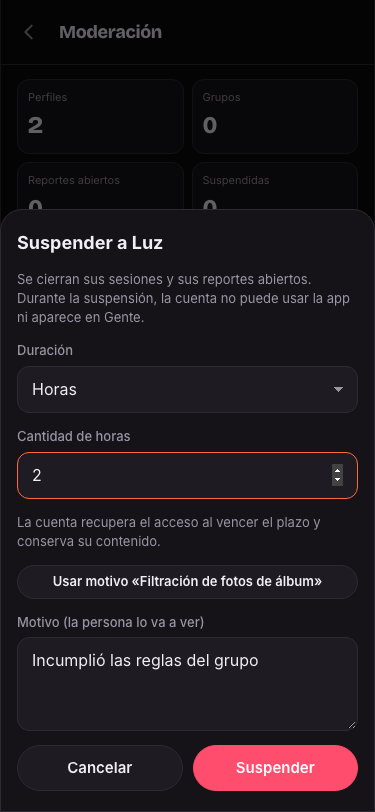 Moderación
Perfiles
Grupos
2
0
Reportes abiertos
Suspendidas
0
0
Suspender a Luz
Se cierran sus sesiones y sus reportes abiertos.
Durante la suspensión, la cuenta no puede usar la app
ni aparece en Gente.
Duración
Horas
Cantidad de horas
2
La cuenta recupera el acceso al vencer el plazo y
conserva su contenido.
Usar motivo «Filtración de fotos de álbum»
Motivo (la persona lo va a ver)
Incumplió las reglas del grupo
Cancelar
Suspender